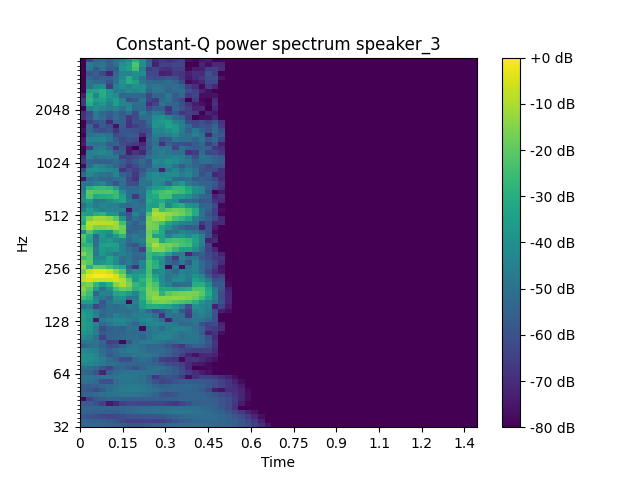 Constant-Q power spectrum speaker_3
Hz
2048
1024
512
256
128
64
32
0 0.15 0.3 0.45 0.6 0.75 0.9 1.1 1.2 1.4
Time
+0 dB
-10 dB
-20 dB
-30 dB
-40 dB
-50 dB
-60 dB
-70 dB
-80 dB